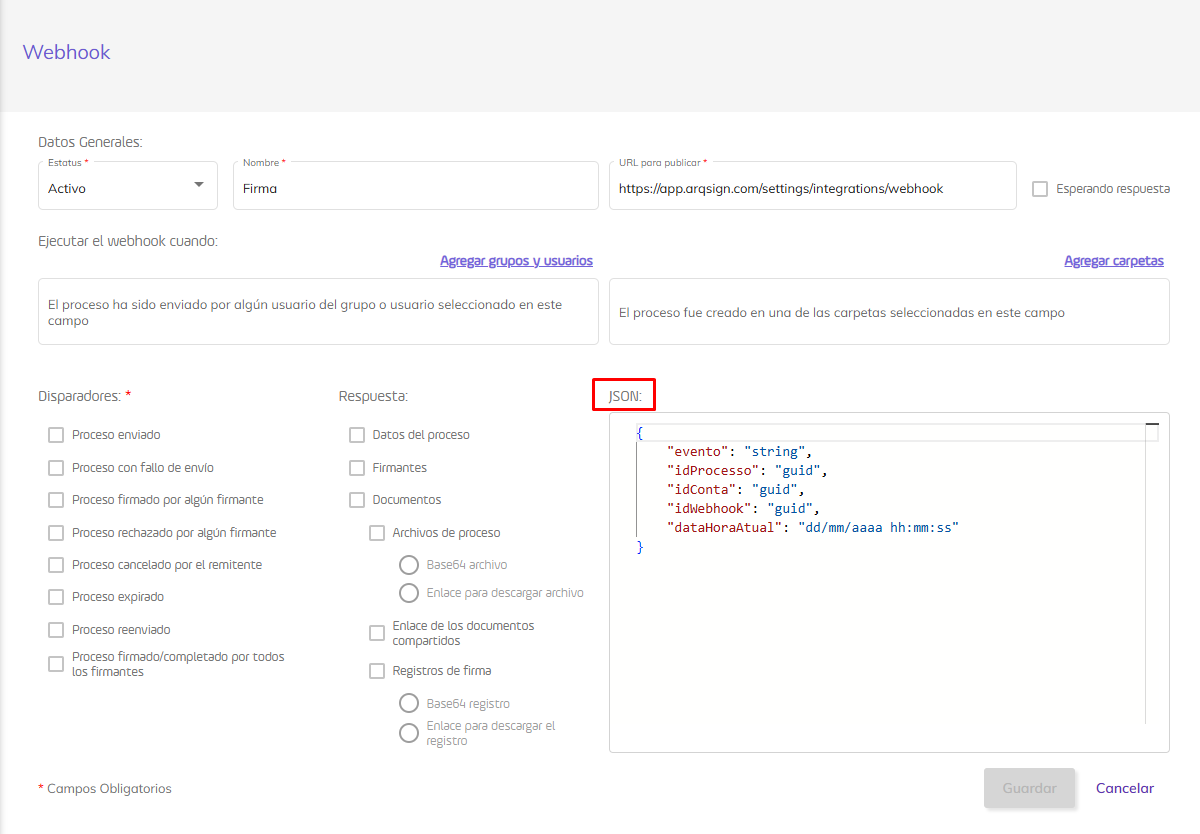 Webhook
Datos Generales:
Estatus *
Activo
Nombre *
Firma
URL para publicar *
https://app.arqsign.com/settings/integrations/webhook
Esperando respuesta
Ejecutar el webhook cuando:
Agregar grupos y usuarios
Agregar carpetas
El proceso ha sido enviado por algún usuario del grupo o usuario seleccionado en este
campo
El proceso fue creado en una de las carpetas seleccionadas en este campo
Disparadores: *
Proceso enviado
Proceso con fallo de envío
Proceso firmado por algún firmante
Proceso rechazado por algún firmante
Proceso cancelado por el remitente
Proceso expirado
Proceso reenviado
Proceso firmado/completado por todos
los firmantes
Respuesta:
Datos del proceso
Firmantes
Documentos
Archivos de proceso
Base64 archivo
Enlace para descargar archivo
Enlace de los documentos
compartidos
Registros de firma
Base64 registro
Enlace para descargar el
registro
JSON:
{
"evento": "string",
"idProcesso": "guid",
"idConta": "guid",
"idWebhook": "guid",
"dataHoraAtual": "dd/mm/aaaa hh:mm:ss"
}
* Campos Obligatorios
Guardar
Cancelar